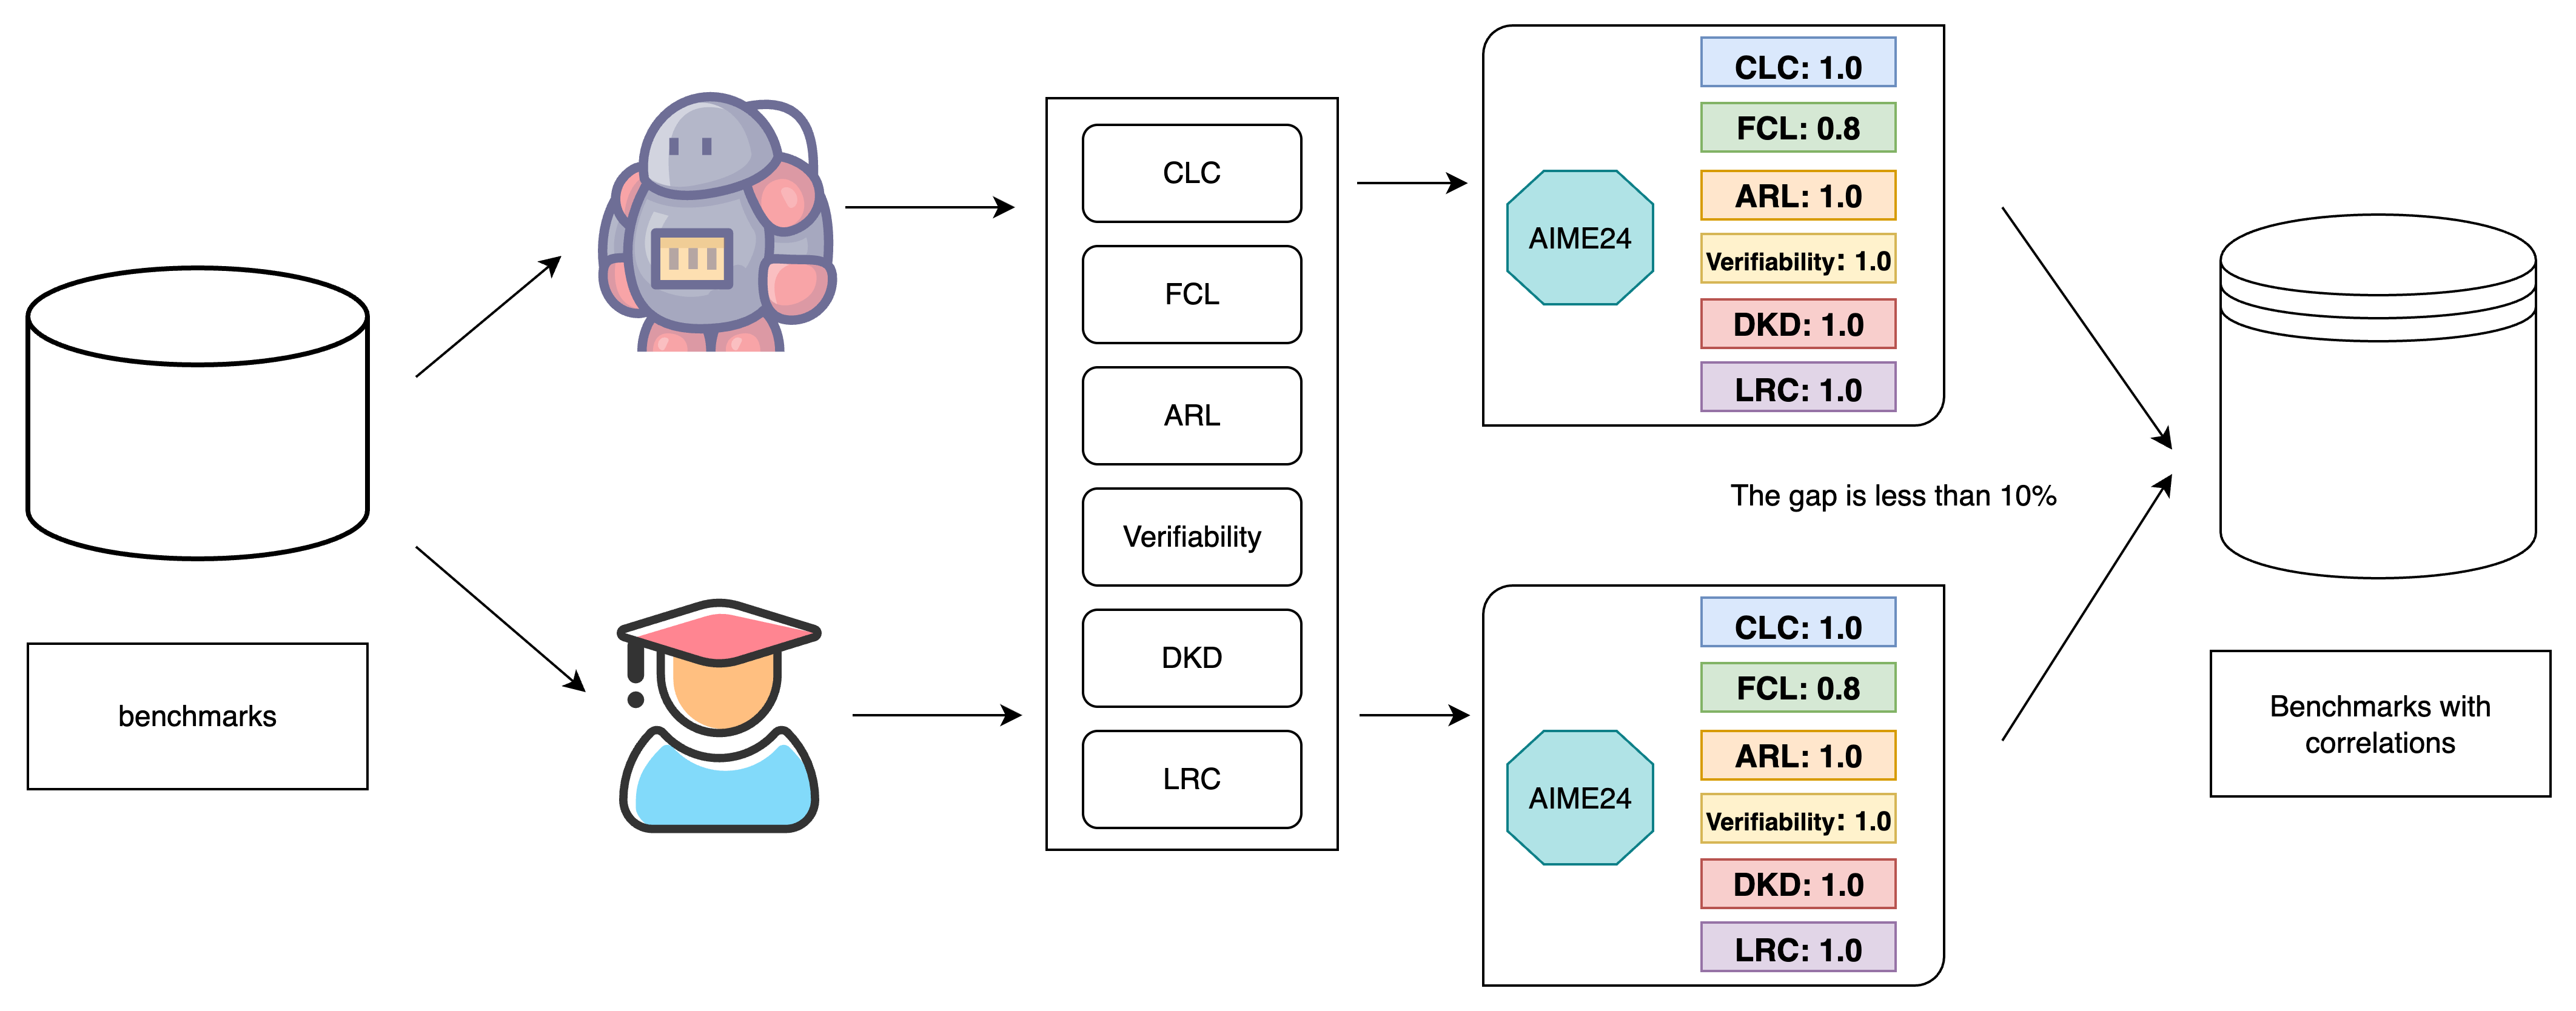 benchmarks
CLC
FCL
ARL
Verifiability
DKD
LRC
AIME24
CLC: 1.0
FCL: 0.8
ARL: 1.0
Verifiability: 1.0
DKD: 1.0
LRC: 1.0
The gap is less than 10%
AIME24
CLC: 1.0
FCL: 0.8
ARL: 1.0
Verifiability: 1.0
DKD: 1.0
LRC: 1.0
Benchmarks with
correlations